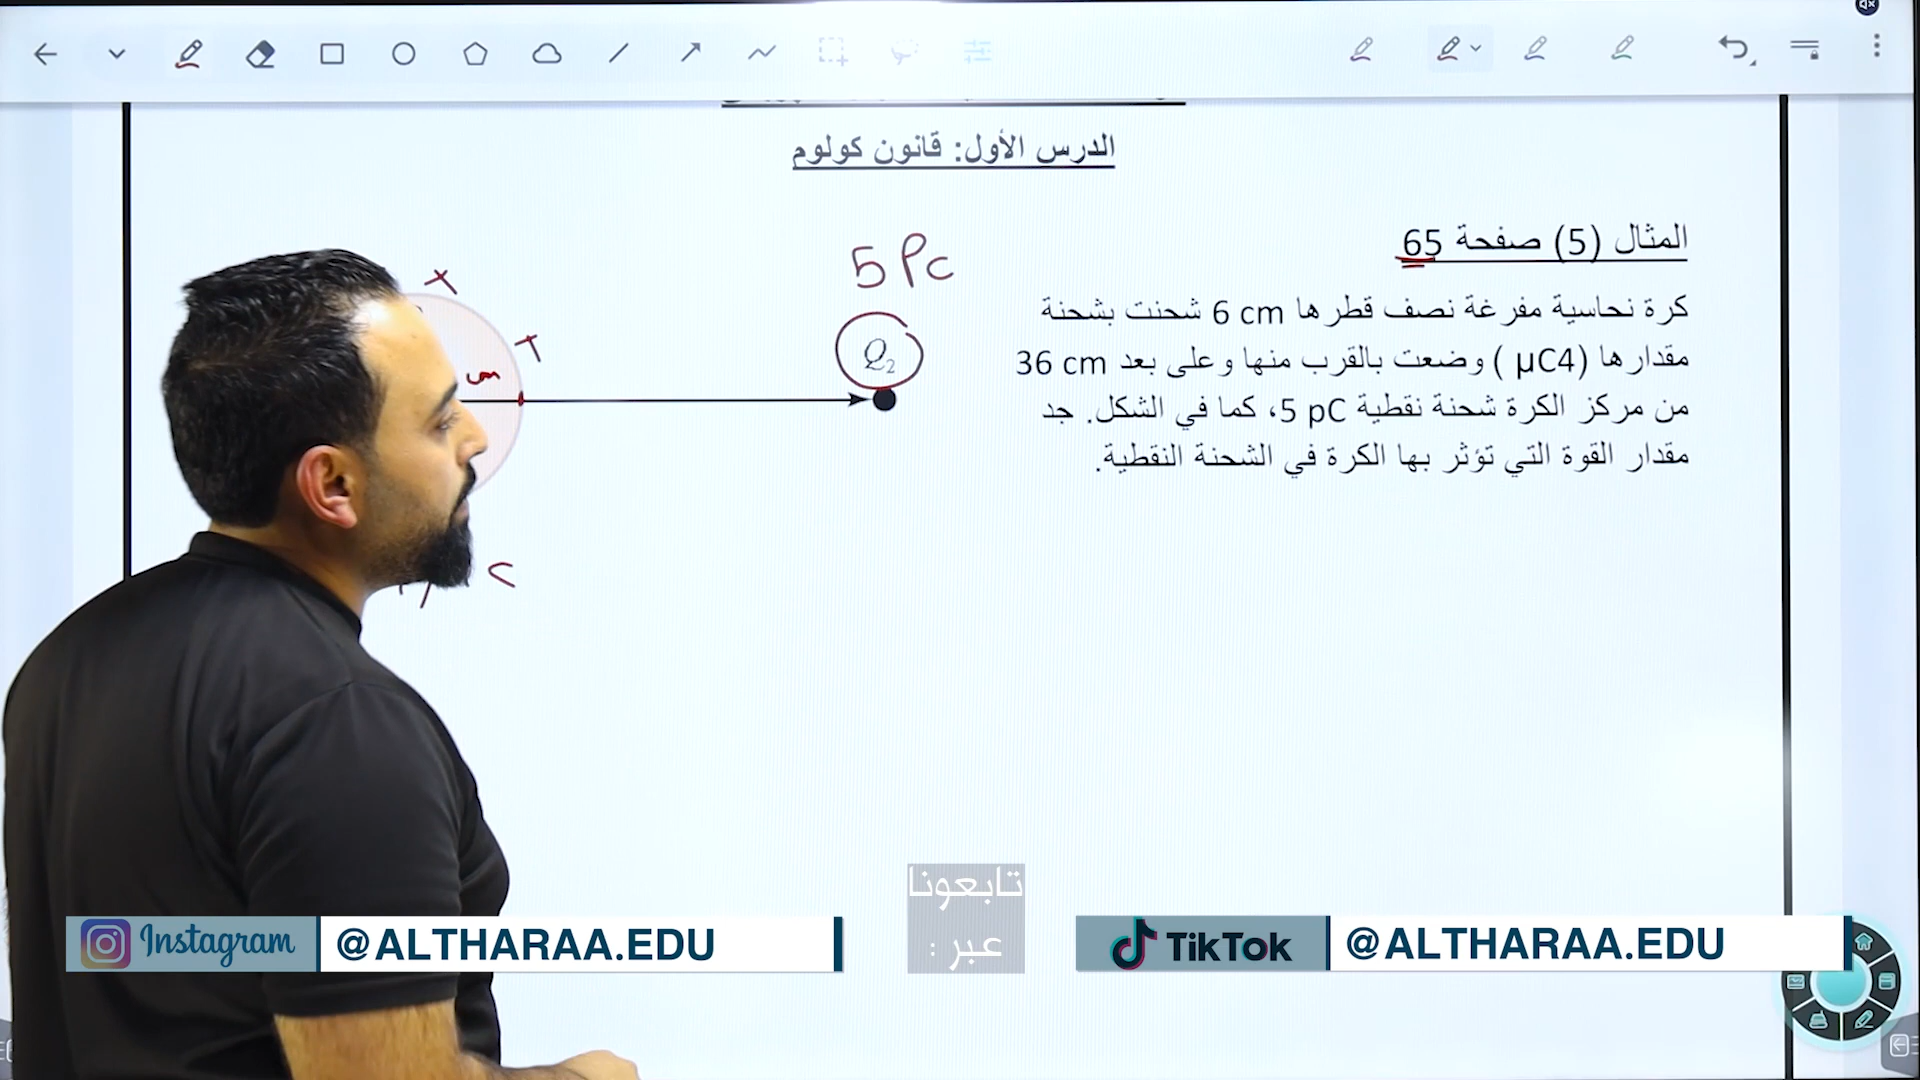 الدرس الأول: قانون كولوم
المثال (5) صفحة 65
كرة نحاسية مفرغة نصف قطرها 6 cm شحنت بشحنة
مقدارها (µC4 ) وضعت بالقرب منها وعلى بعد 36 cm
من مركز الكرة شحنة نقطية 5 pC، كما في الشكل. جد
مقدار القوة التي تؤثر بها الكرة في الشحنة النقطية.
5 Pc
Q₂
cm
تابعونا
عبر :
Instagram @ALTHARAA.EDU
TikTok @ALTHARAA.EDU